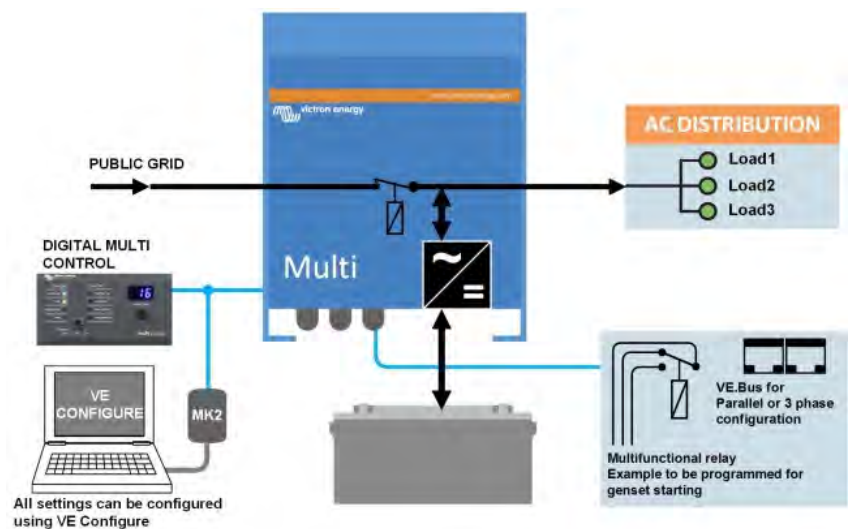 victron energy
PUBLIC GRID
AC DISTRIBUTION
Load1
Load2
Load3
DIGITAL MULTI
CONTROL
16
Multi
VE
CONFIGURE
MK2
All settings can be configured
using VE Configure
VE.Bus for
Parallel or 3 phase
configuration
Multifunctional relay
Example to be programmed for
genset starting